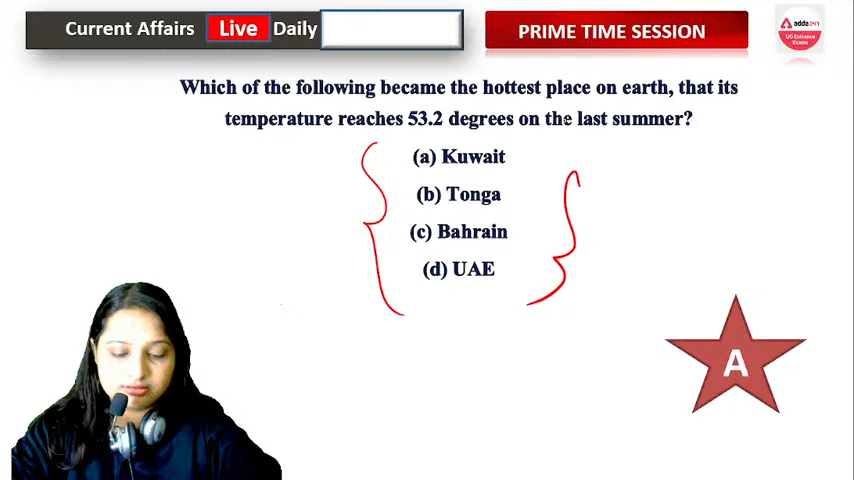 Current Affairs Live Daily
PRIME TIME SESSION
adda247
UG Entrance
Exams
Which of the following became the hottest place on earth, that its
temperature reaches 53.2 degrees on the last summer?
(a) Kuwait
(b) Tonga
(c) Bahrain
(d) UAE
A